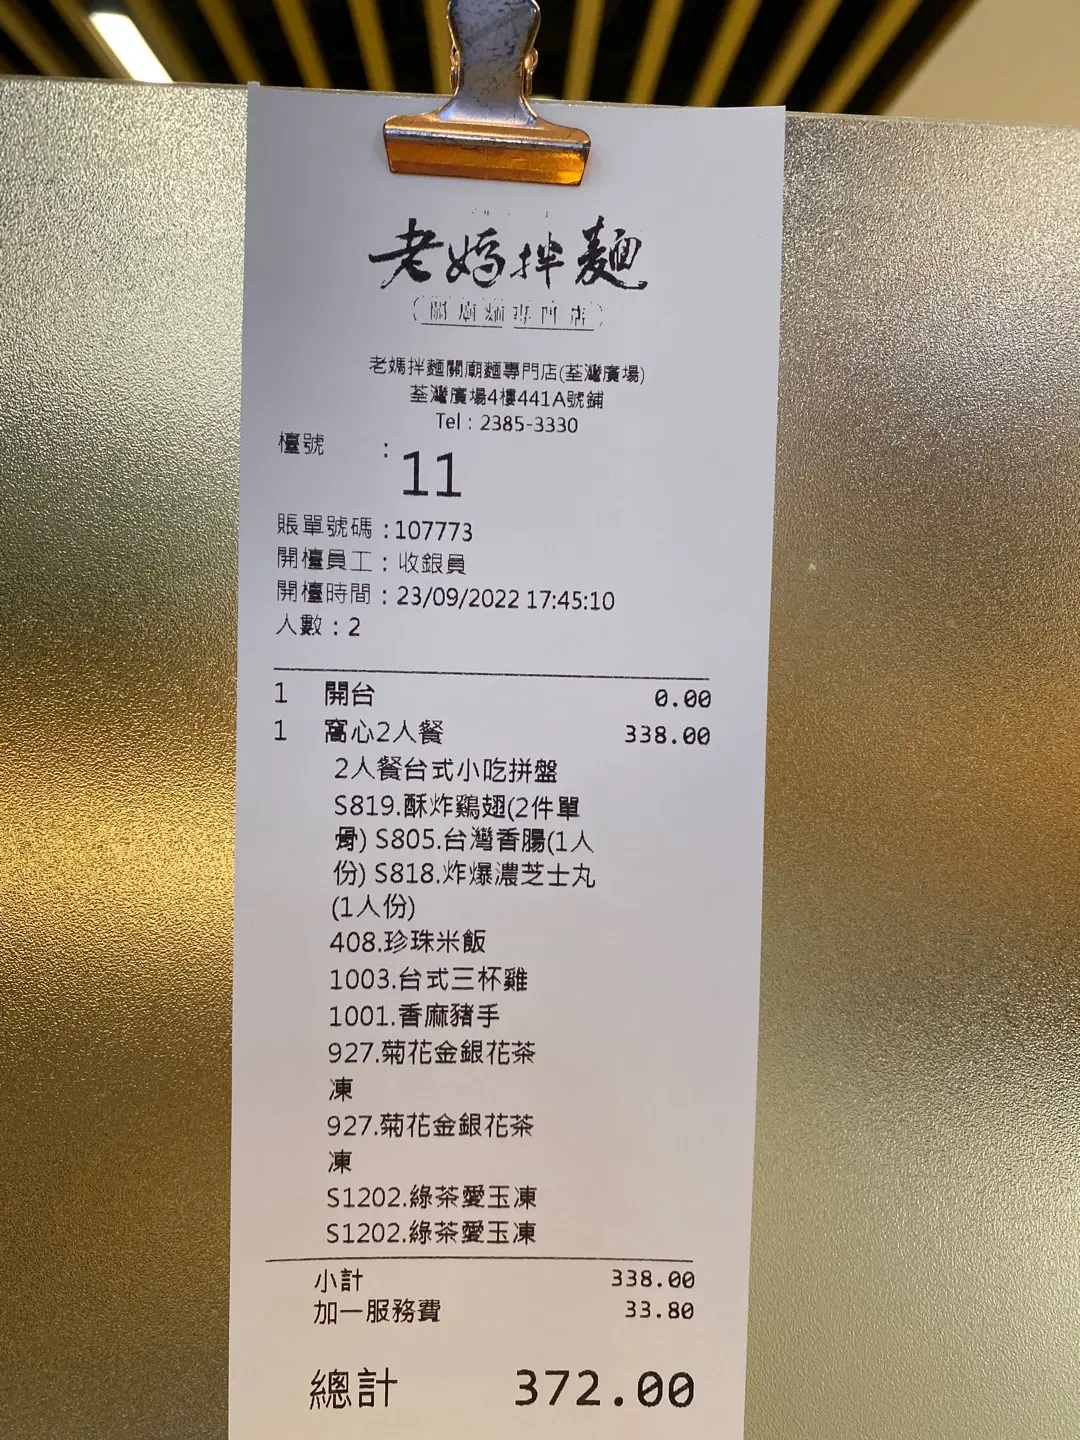 老媽拌麵
(關廟麵專門店)
老媽拌麵關廟麵專門店(荃灣廣場)
荃灣廣場4樓441A號鋪
Tel : 2385-3330
檯號 : 11
賬單號碼 : 107773
開檯員工 : 收銀員
開檯時間 : 23/09/2022 17:45:10
人數 : 2
1 開台 0.00
1 窩心2人餐 338.00
2人餐台式小吃拼盤
S819.酥炸鷄翅(2件單
骨) S805.台灣香腸(1人
份) S818.炸爆濃芝士丸
(1人份)
408.珍珠米飯
1003.台式三杯雞
1001.香麻豬手
927.菊花金銀花茶
凍
927.菊花金銀花茶
凍
S1202.綠茶愛玉凍
S1202.綠茶愛玉凍
小計 338.00
加一服務費 33.80
總計 372.00